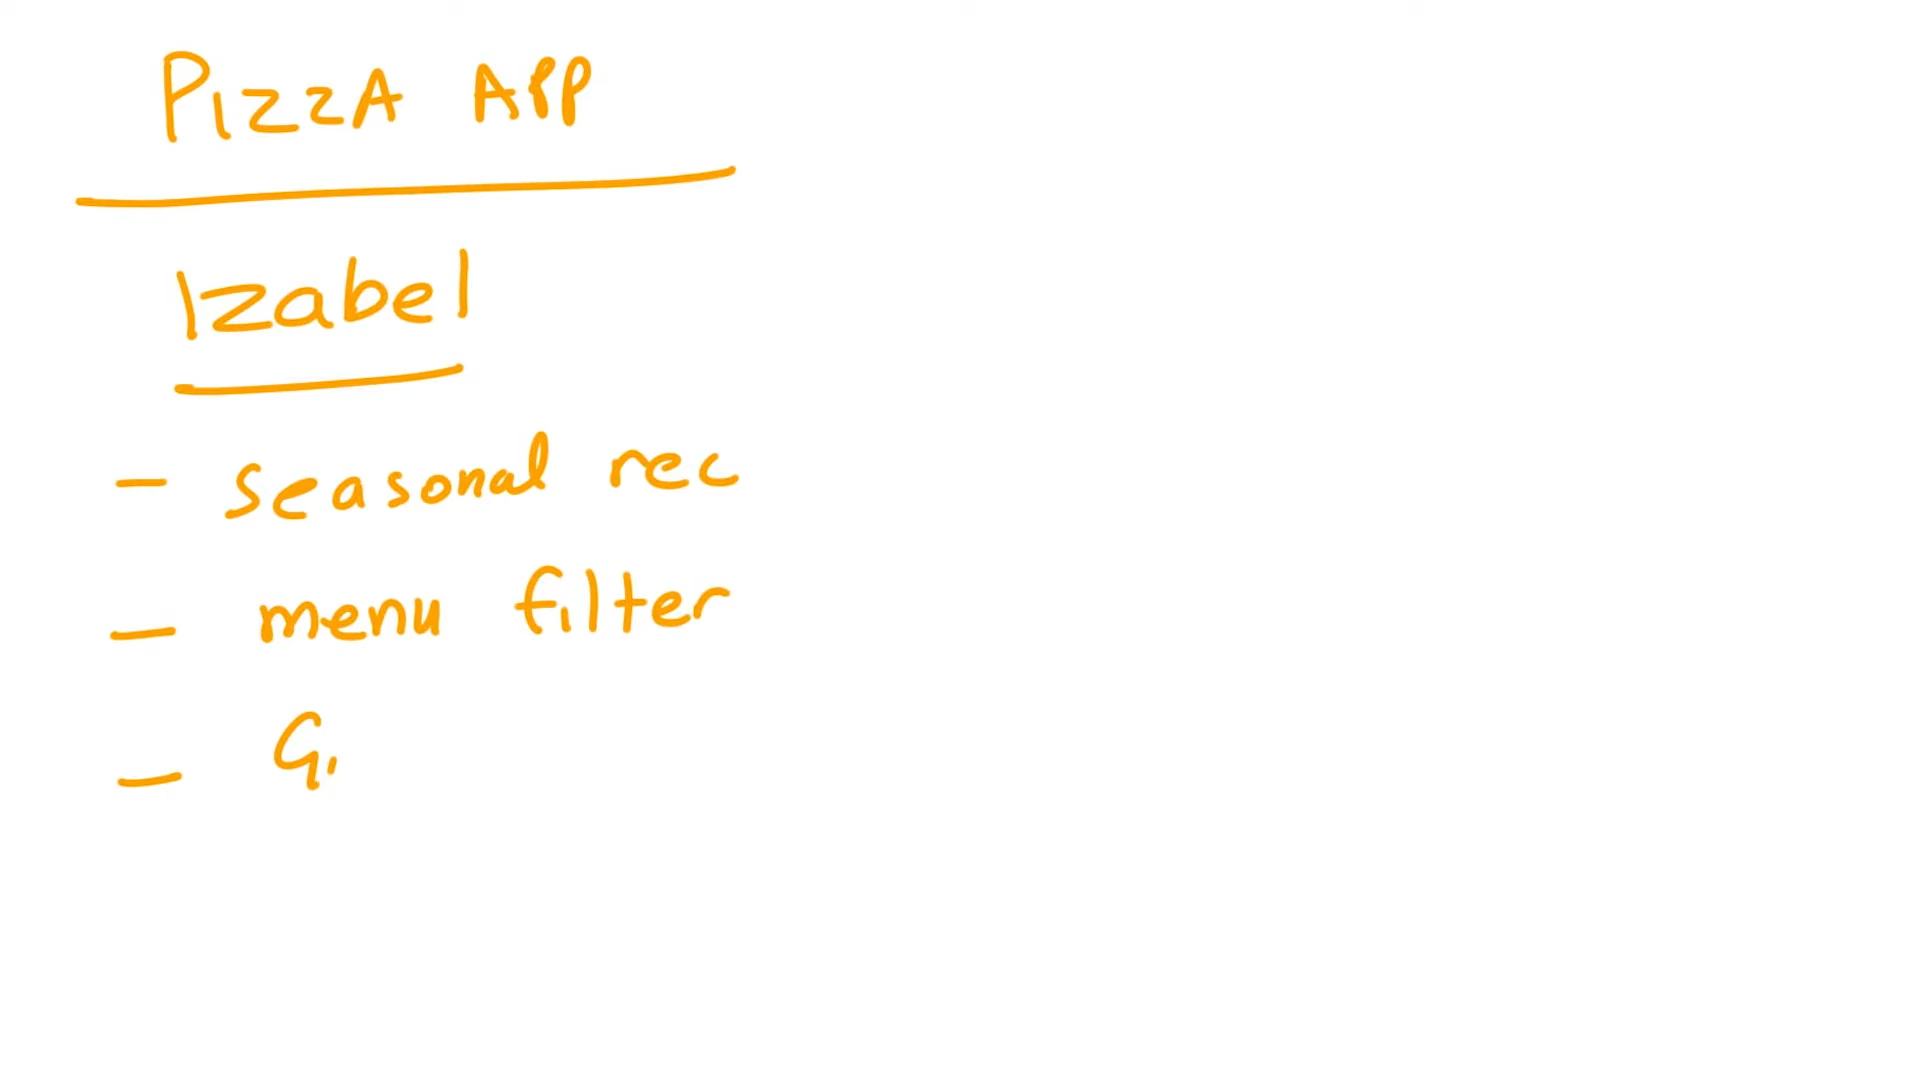 PIZZA APP
Izabel
- seasonal rec
- menu filter
- G